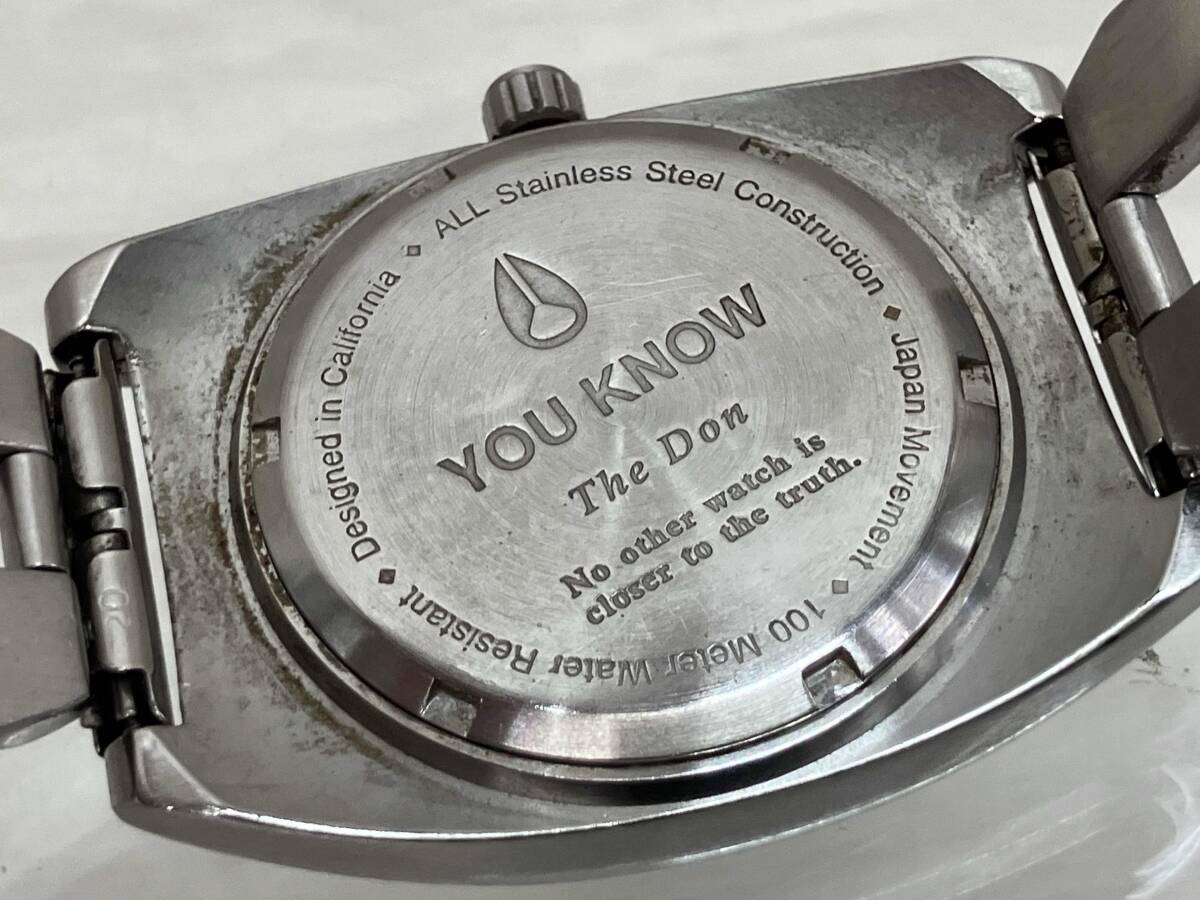 YOU KNOW
The Don
No other watch is
closer to the truth.
ALL Stainless Steel Construction
Japan Movement
100 Meter Water Resistant
Designed in California